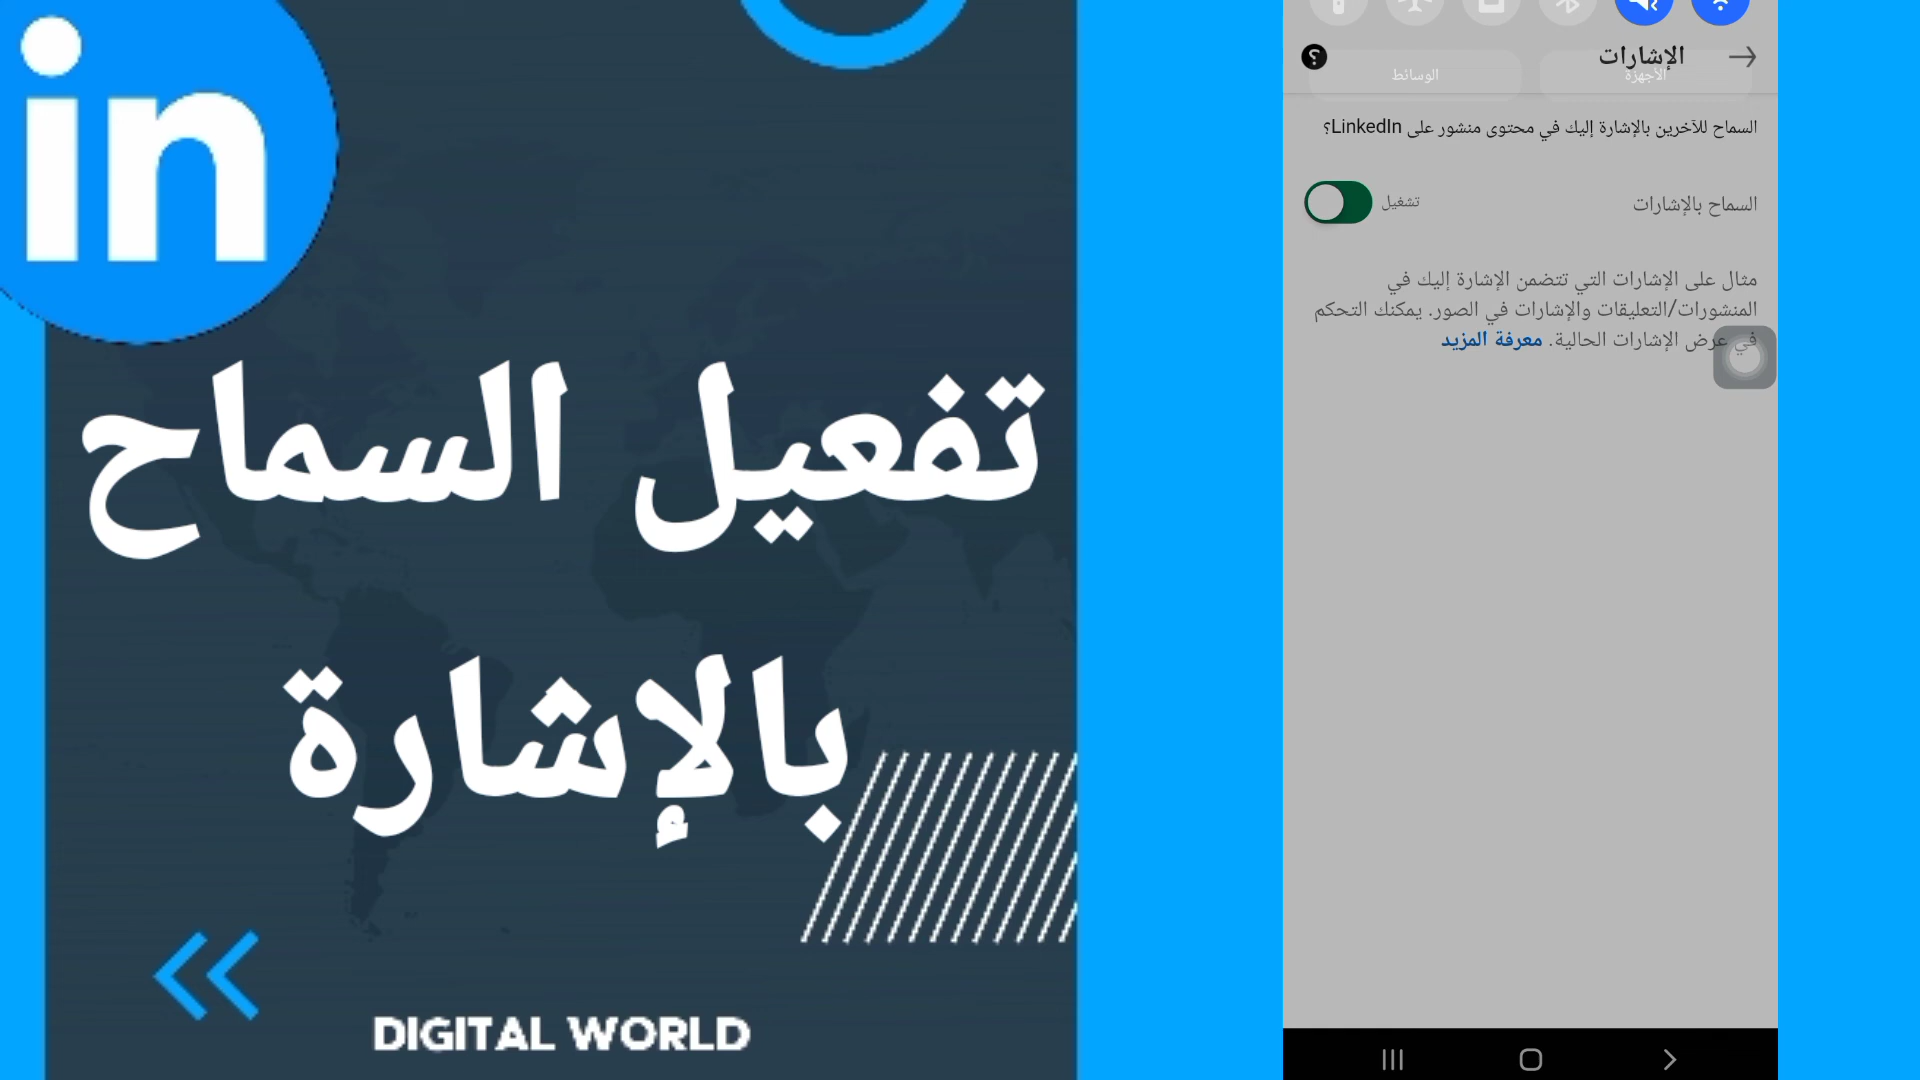 in
تفعيل السماح
بالإشارة
DIGITAL WORLD
الإشارات
الأجهزة
الوسائط
السماح للآخرين بالإشارة إليك في محتوى منشور على LinkedIn؟
السماح بالإشارات
تشغيل
مثال على الإشارات التي تتضمن الإشارة إليك في
المنشورات/التعليقات والإشارات في الصور. يمكنك التحكم
في عرض الإشارات الحالية. معرفة المزيد